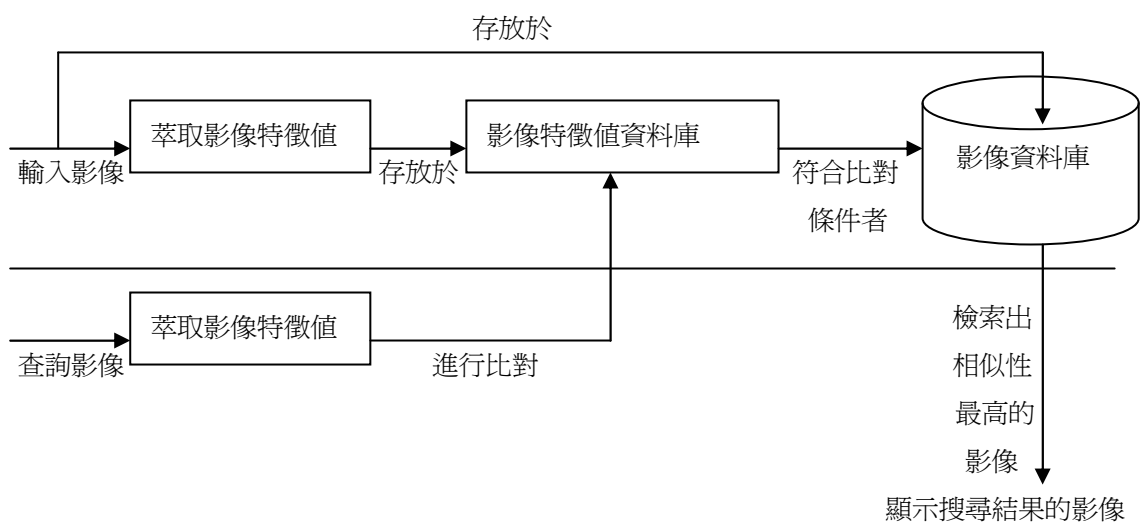 存放於
萃取影像特徵值
影像特徵值資料庫
影像資料庫
輸入影像
存放於
符合比對
條件者
萃取影像特徵值
查詢影像
進行比對
檢索出
相似性
最高的
影像
顯示搜尋結果的影像